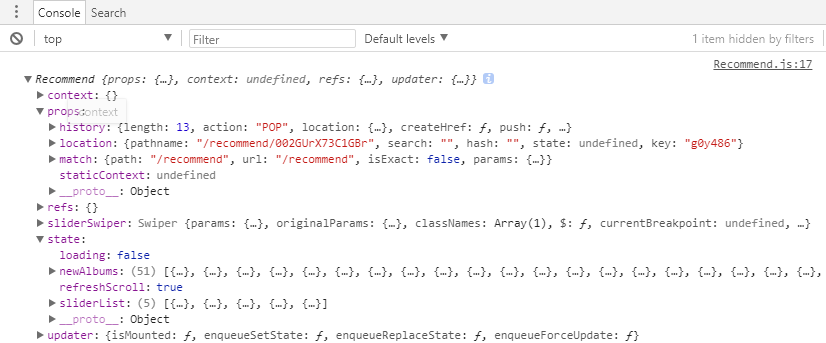 Console Search
top Filter Default levels 1 item hidden by filters
Recommend.js:17
Recommend {props: {…}, context: undefined, refs: {…}, updater: {…}} i
context: {}
props: context
history: {length: 13, action: "POP", location: {…}, createHref: ƒ, push: ƒ, …}
location: {pathname: "/recommend/002GUrX73C1GBr", search: "", hash: "", state: undefined, key: "g0y486"}
match: {path: "/recommend", url: "/recommend", isExact: false, params: {…}}
staticContext: undefined
__proto__: Object
refs: {}
sliderSwiper: Swiper {params: {…}, originalParams: {…}, classNames: Array(1), $: ƒ, currentBreakpoint: undefined, …}
state:
loading: false
newAlbums: (51) [{…}, {…}, {…}, {…}, {…}, {…}, {…}, {…}, {…}, {…}, {…}, {…}, {…}, {…}, {…}, {…}, {…},
refreshScroll: true
sliderList: (5) [{…}, {…}, {…}, {…}, {…}]
__proto__: Object
updater: {isMounted: ƒ, enqueueSetState: ƒ, enqueueReplaceState: ƒ, enqueueForceUpdate: ƒ}